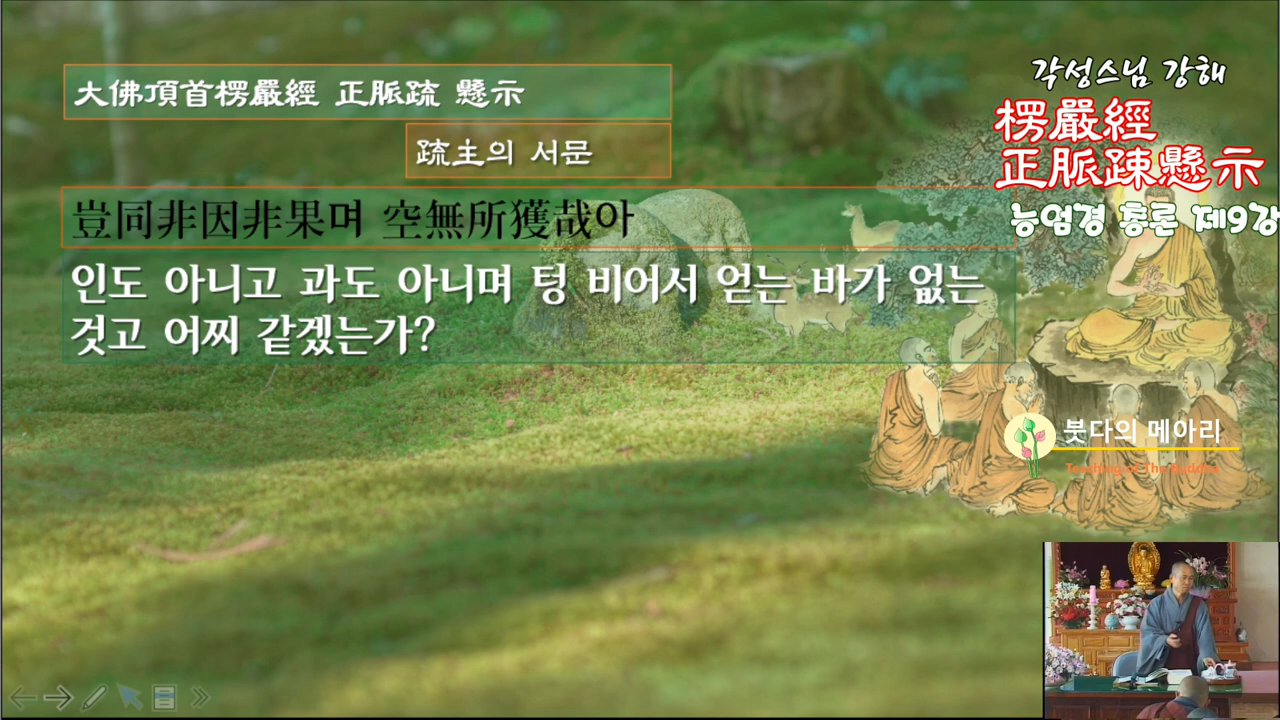 大佛頂首楞嚴經 正脈疏 懸示
疏主의 서문
豈同非因非果며 空無所獲哉아
인도 아니고 과도 아니며 텅 비어서 얻는 바가 없는
것고 어찌 같겠는가?
각성스님 강해
楞嚴經
正脈疎懸示
능엄경 총론 제9강
붓다의 메아리
Teaching of The Buddha